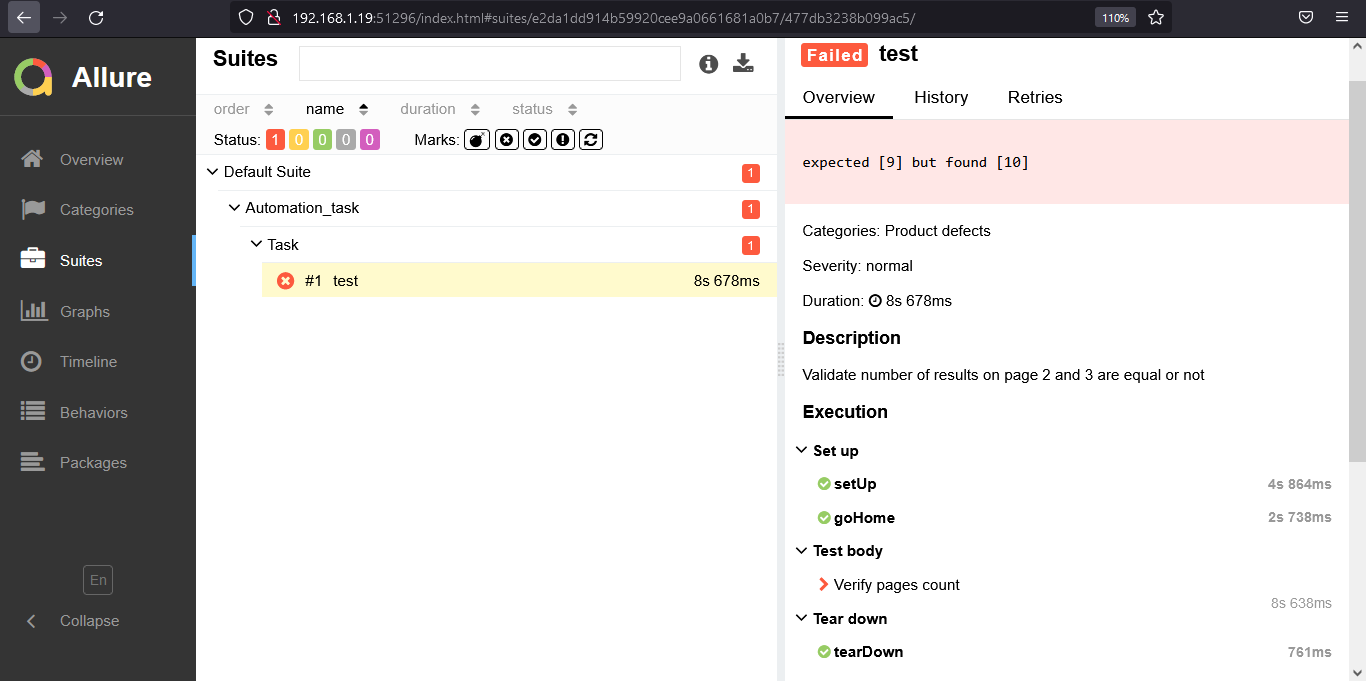 192.168.1.19:51296/index.html#suites/e2da1dd914b59920cee9a0661681a0b7/477db3238b099ac5/
110%
Allure
Overview
Categories
Suites
Graphs
Timeline
Behaviors
Packages
En
Collapse
Suites
order name duration status
Status: 1 0 0 0 0 Marks:
Default Suite 1
Automation_task 1
Task 1
#1 test 8s 678ms
Failed test
Overview History Retries
expected [9] but found [10]
Categories: Product defects
Severity: normal
Duration: 8s 678ms
Description
Validate number of results on page 2 and 3 are equal or not
Execution
Set up
setUp 4s 864ms
goHome 2s 738ms
Test body
Verify pages count
8s 638ms
Tear down
tearDown 761ms